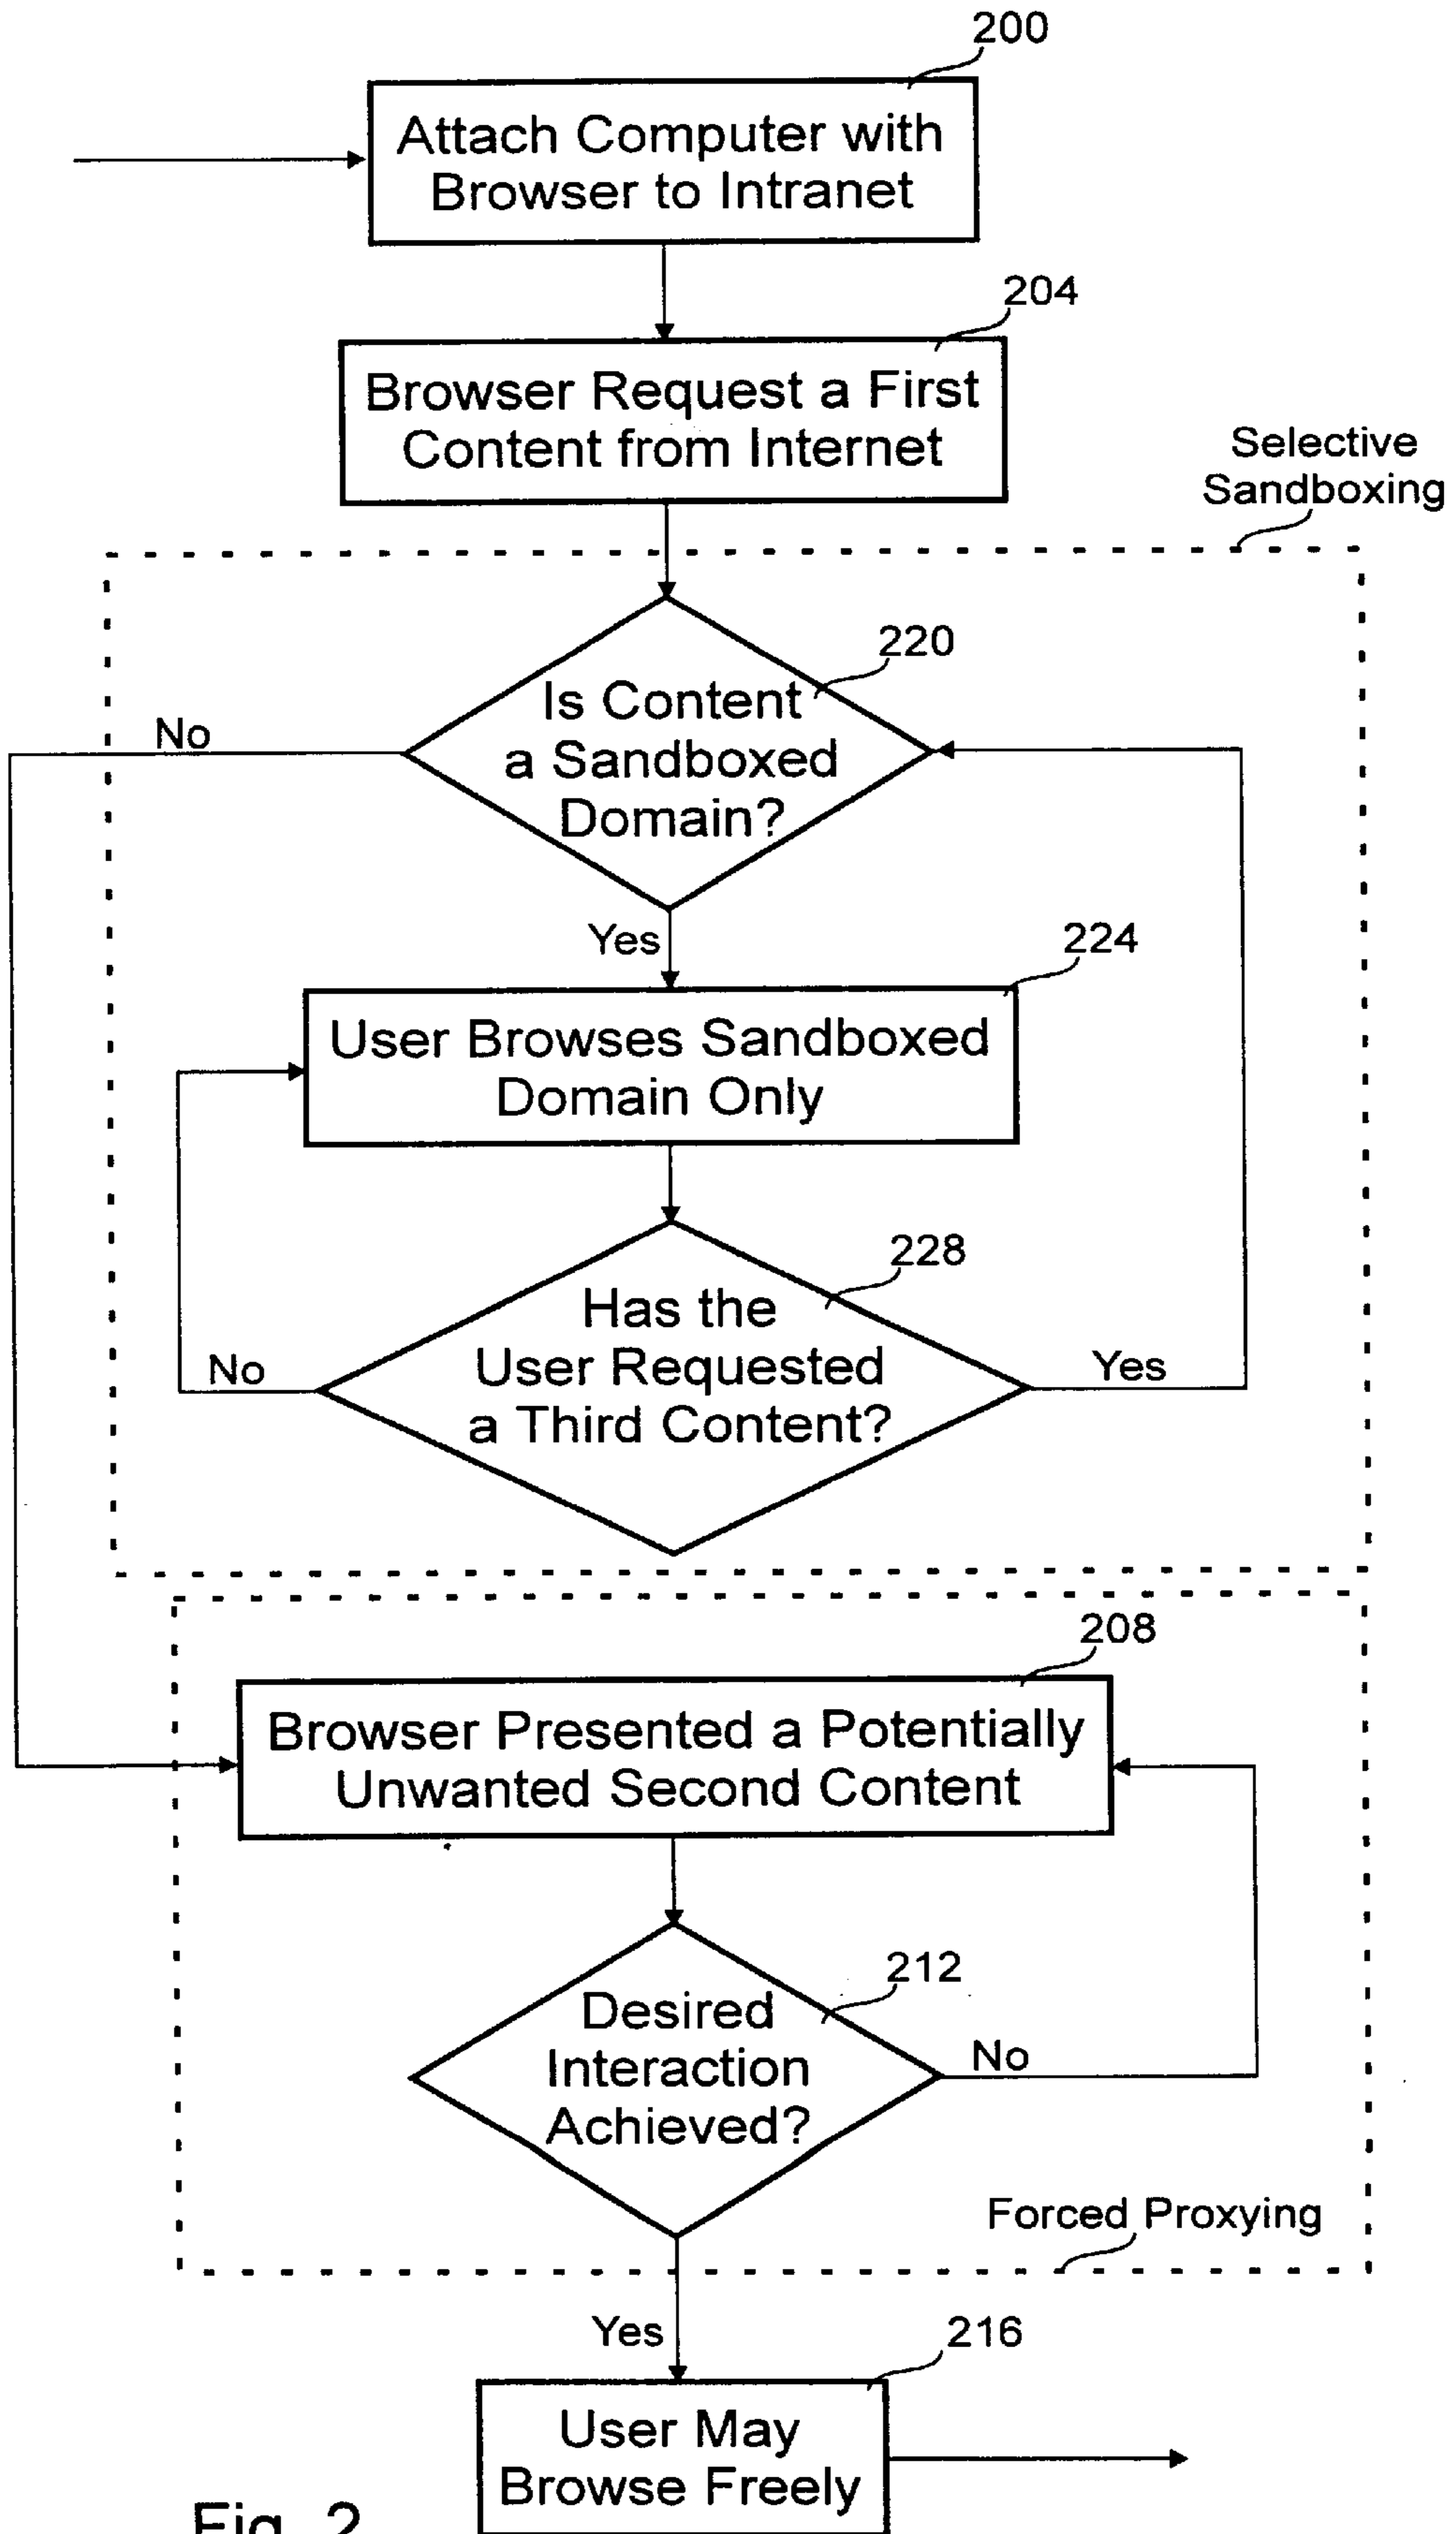 200
Attach Computer with
Browser to Intranet
204
Browser Request a First
Content from Internet
Selective
Sandboxing
220
Is Content
a Sandboxed
Domain?
No
Yes
224
User Browses Sandboxed
Domain Only
228
Has the
User Requested
a Third Content?
No
Yes
208
Browser Presented a Potentially
Unwanted Second Content
212
Desired
Interaction
Achieved?
No
Forced Proxying
Yes
216
User May
Browse Freely
Fig. 2